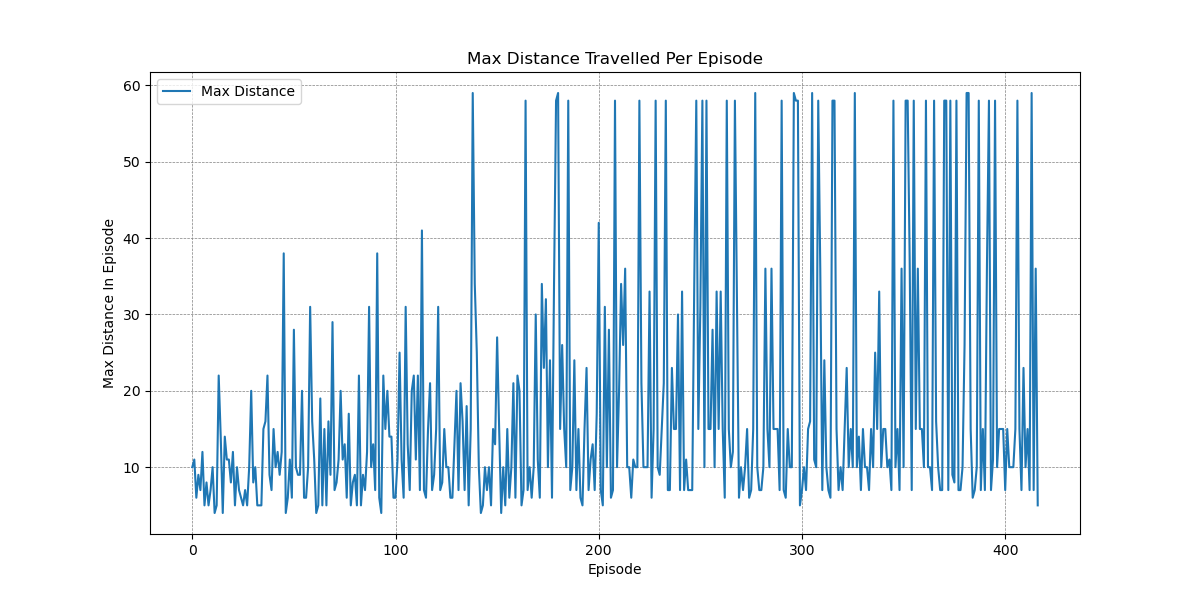 Max Distance Travelled Per Episode
Max Distance
Max Distance In Episode
60
50
40
30
20
10
0 100 200 300 400
Episode